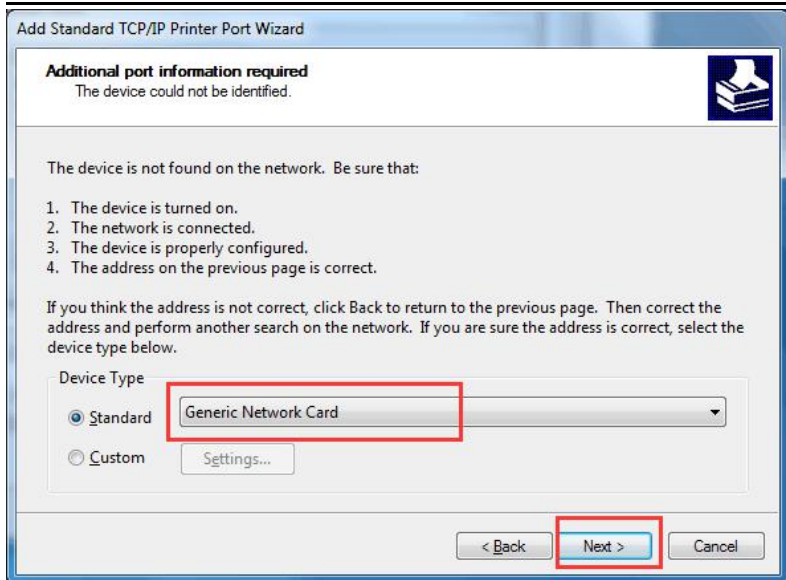 Add Standard TCP/IP Printer Port Wizard
Additional port information required
The device could not be identified.
The device is not found on the network.  Be sure that:
1.  The device is turned on.
2.  The network is connected.
3.  The device is properly configured.
4.  The address on the previous page is correct.
If you think the address is not correct, click Back to return to the previous page.  Then correct the
address and perform another search on the network.  If you are sure the address is correct, select the
device type below.
Device Type
Standard
Generic Network Card
Custom
Settings...
< Back
Next >
Cancel